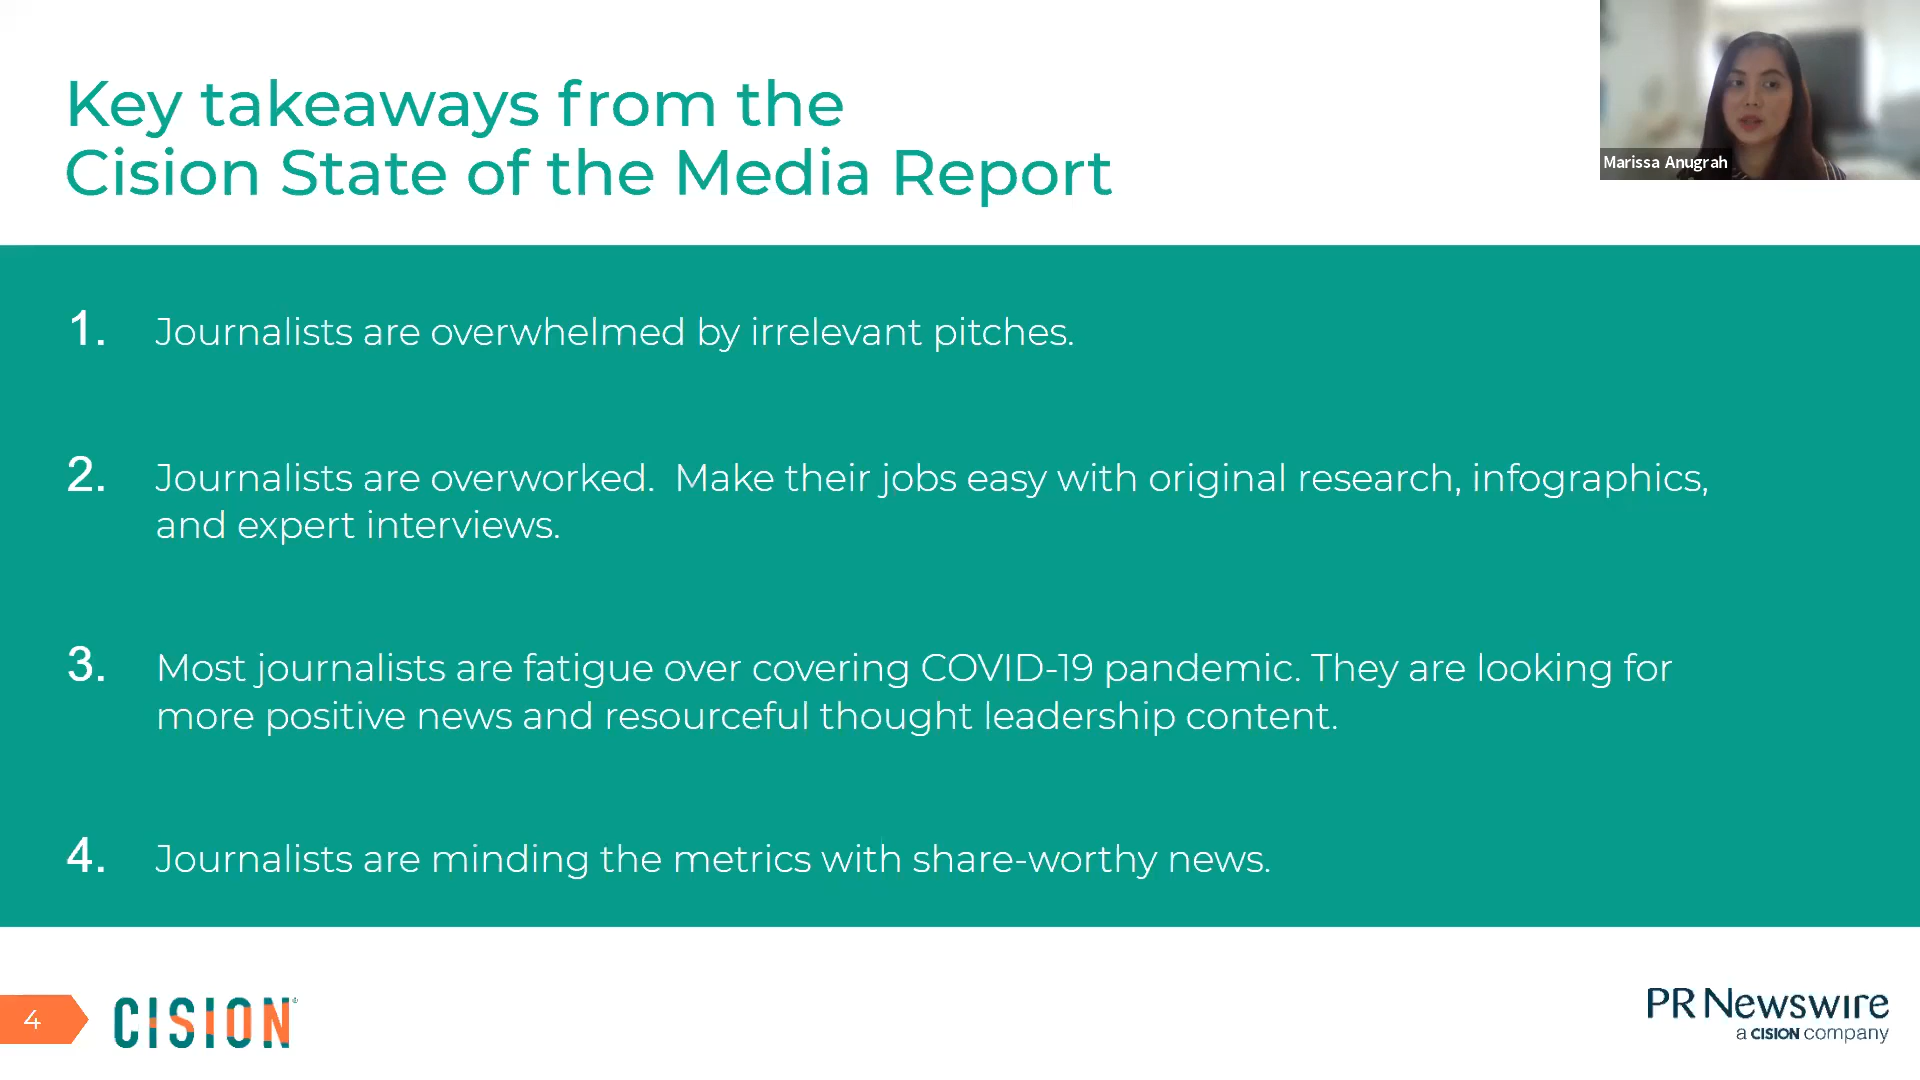 Key takeaways from the
Cision State of the Media Report
Marissa Anugrah
1. Journalists are overwhelmed by irrelevant pitches.
2. Journalists are overworked.  Make their jobs easy with original research, infographics,
and expert interviews.
3. Most journalists are fatigue over covering COVID-19 pandemic. They are looking for
more positive news and resourceful thought leadership content.
4. Journalists are minding the metrics with share-worthy news.
4
CISION®
PR Newswire
a CISION company